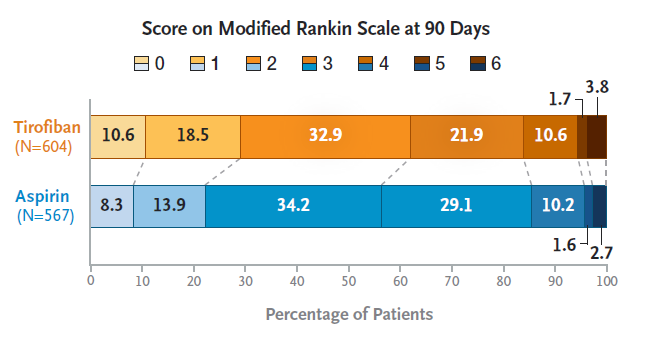 Score on Modified Rankin Scale at 90 Days
0 1 2 3 4 5 6
1.7 3.8
Tirofiban
(N=604)
10.6 18.5 32.9 21.9 10.6
Aspirin
(N=567)
8.3 13.9 34.2 29.1 10.2
1.6 2.7
0 10 20 30 40 50 60 70 80 90 100
Percentage of Patients